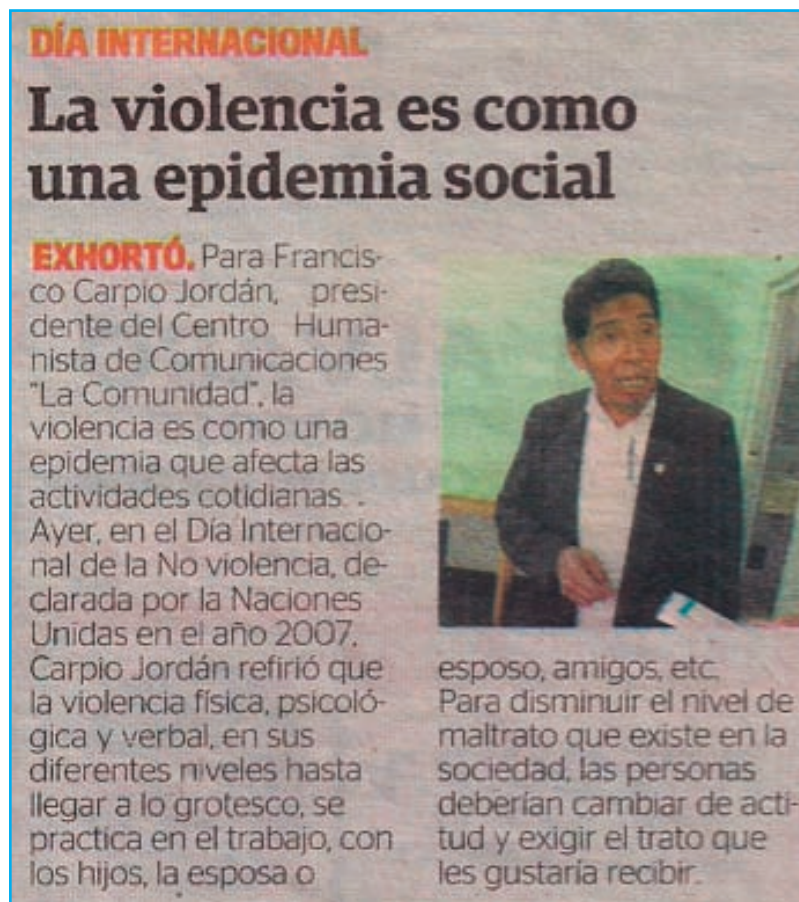 DÍA INTERNACIONAL
La violencia es como
una epidemia social
EXHORTÓ. Para Francis-
co Carpio Jordán, presi-
dente del Centro Huma-
nista de Comunicaciones
"La Comunidad", la
violencia es como una
epidemia que afecta las
actividades cotidianas. .
Ayer, en el Día Internacio-
nal de la No violencia, de-
clarada por la Naciones
Unidas en el año 2007,
Carpio Jordán refirió que
la violencia física, psicoló-
gica y verbal, en sus
diferentes niveles hasta
llegar a lo grotesco, se
practica en el trabajo, con
los hijos, la esposa o
esposo, amigos, etc.
Para disminuir el nivel de
maltrato que existe en la
sociedad, las personas
deberían cambiar de acti-
tud y exigir el trato que
les gustaría recibir.